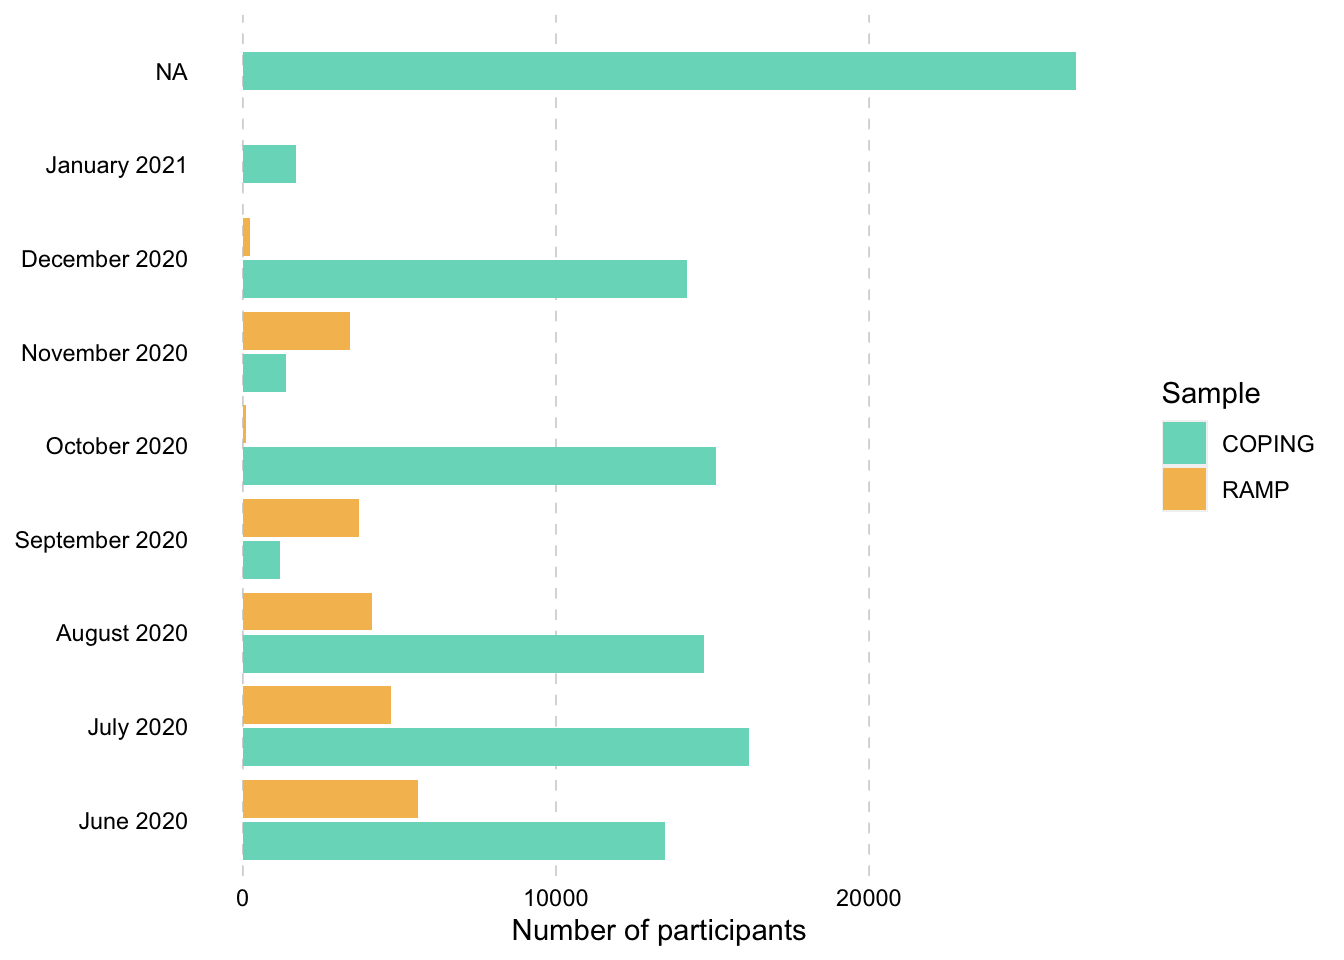 NA
January 2021
December 2020
November 2020
October 2020
September 2020
August 2020
July 2020
June 2020
0 10000 20000
Number of participants
Sample
COPING
RAMP